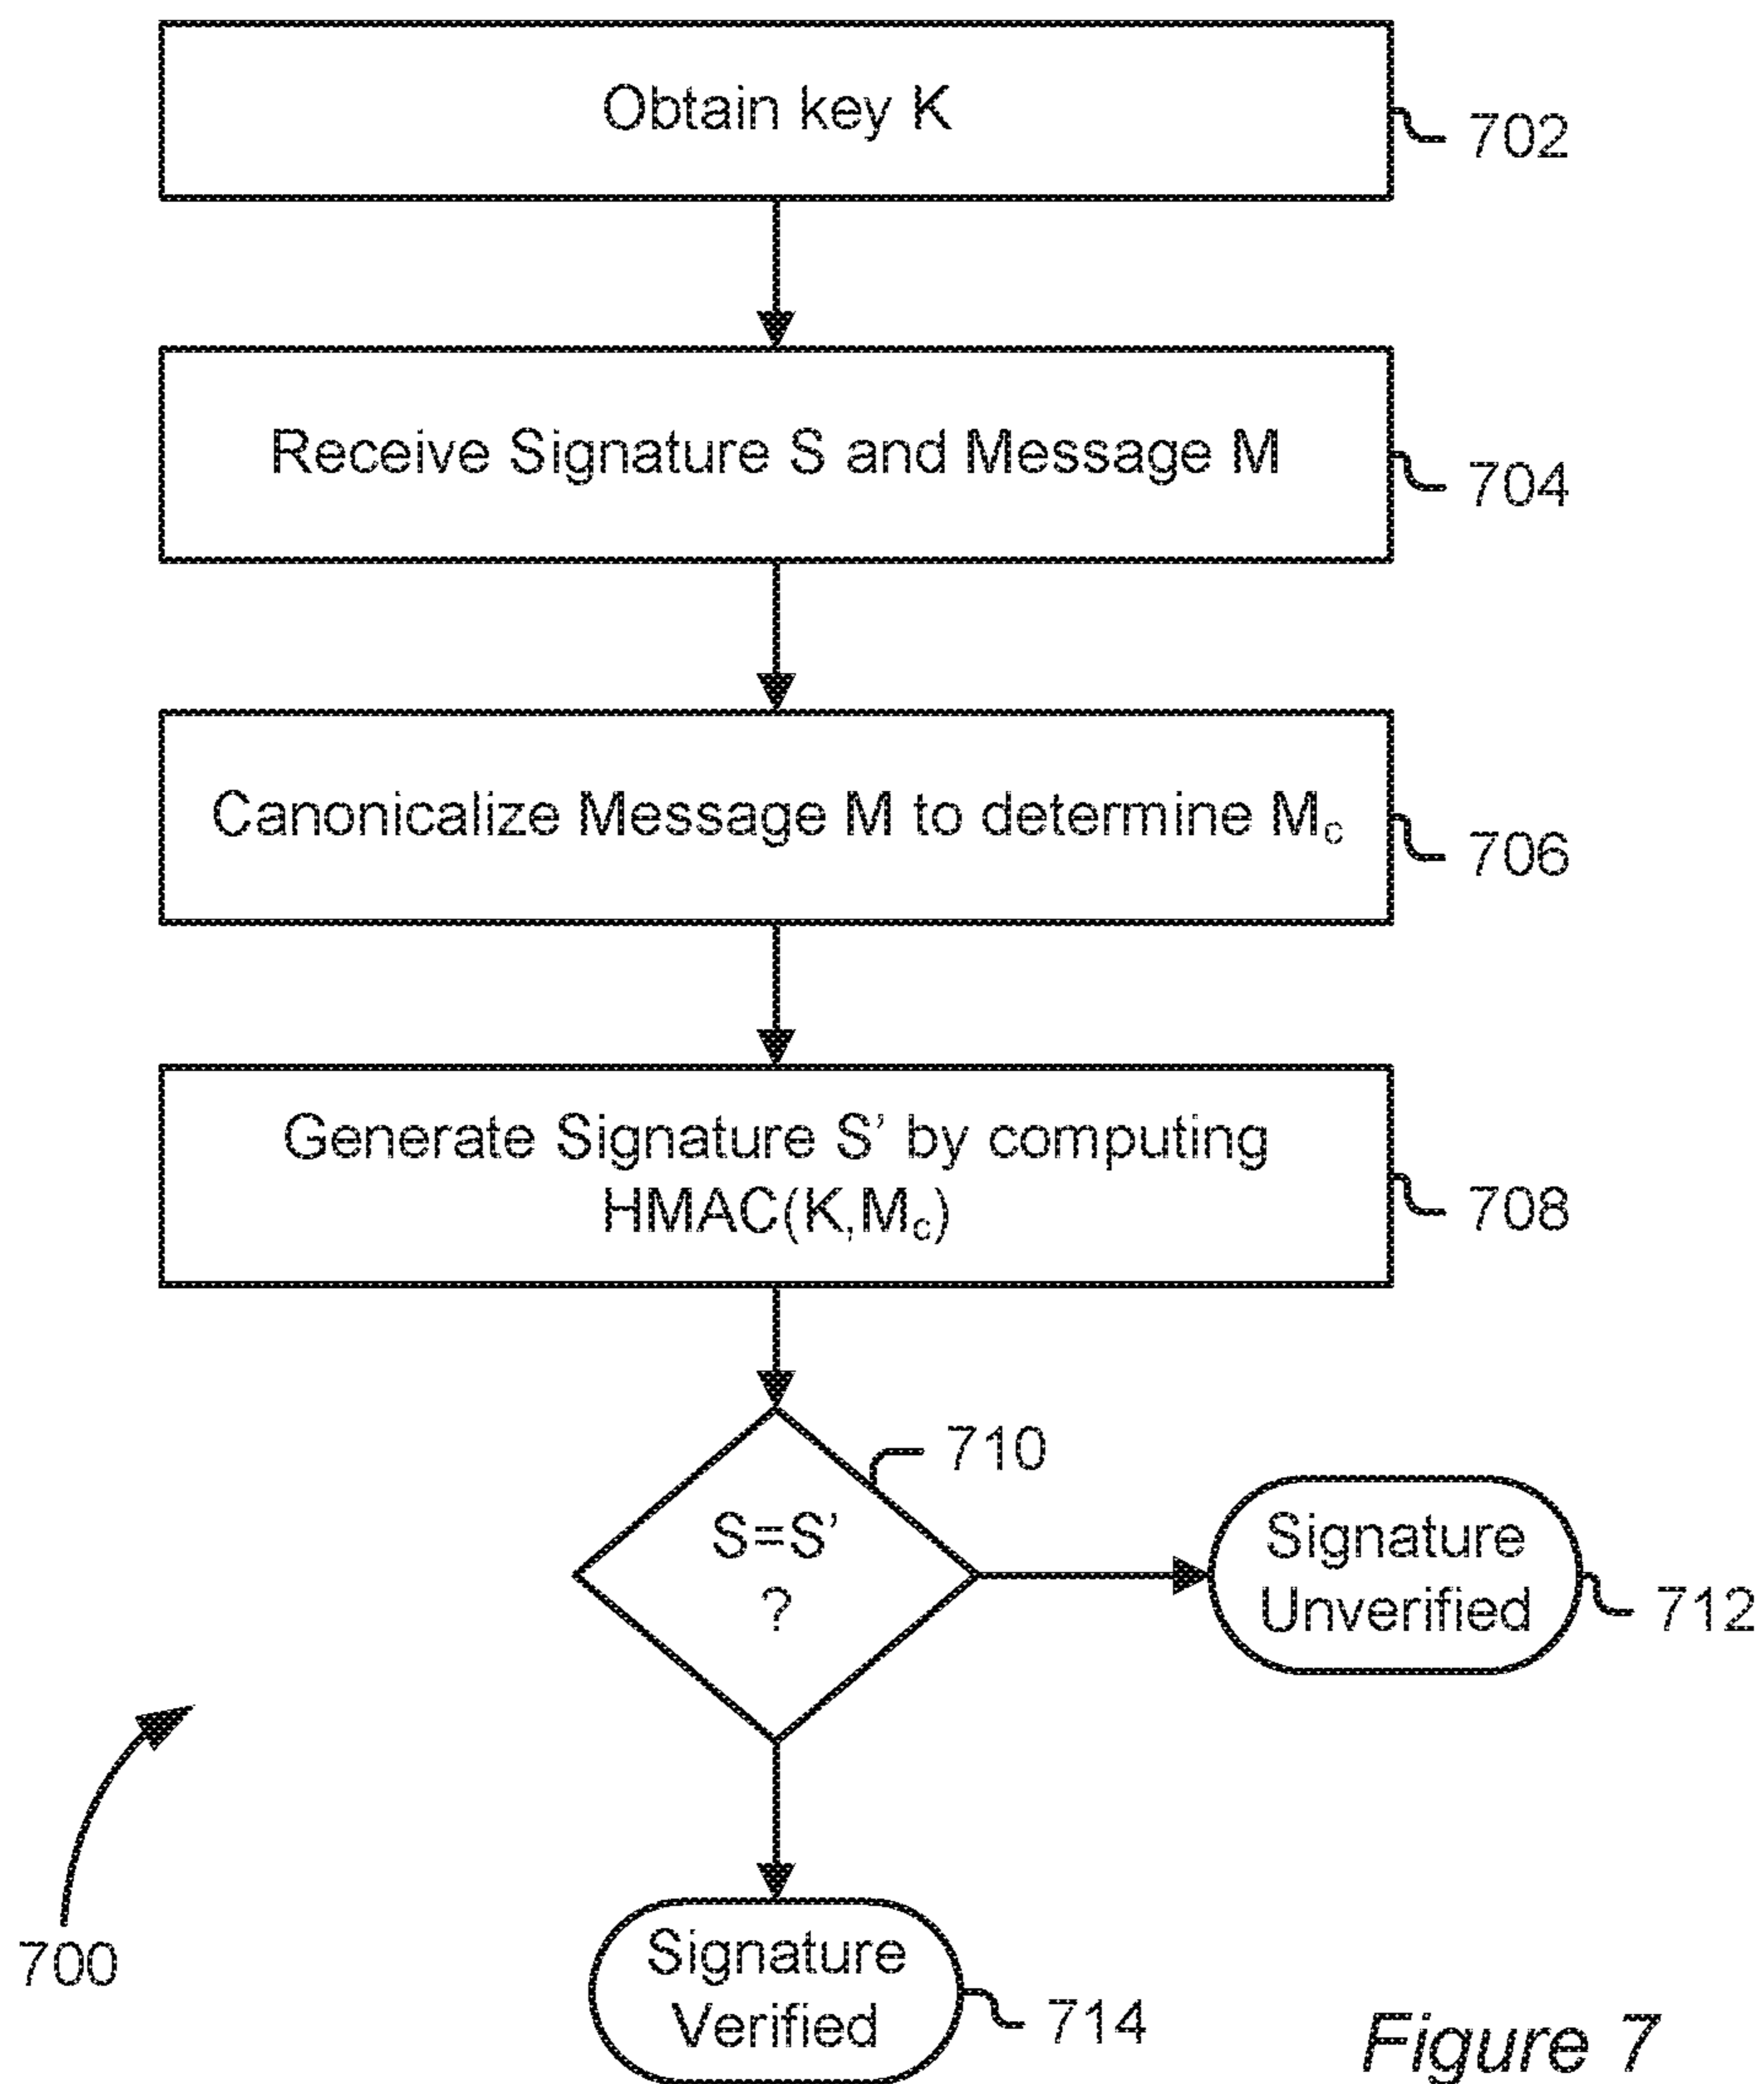 Obtain key K
702
Receive Signature S and Message M
704
Canonicalize Message M to determine Mc
706
Generate Signature S’ by computing
HMAC(K,Mc)
708
710
S=S’
?
Signature
Unverified
712
700
Signature
Verified
714
Figure 7